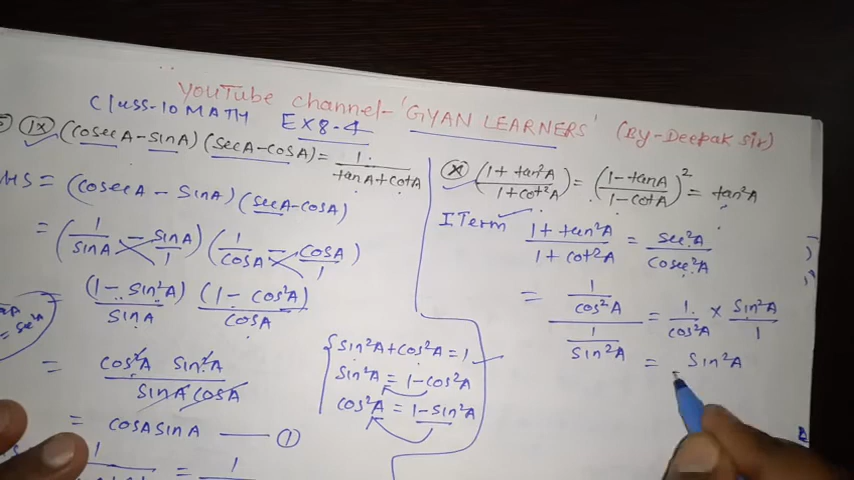 YouTube channel- 'GYAN LEARNERS' (By-Deepak Sir)
Class-10 MATH EX 8.4
(ix) (cosecA - sinA) (secA - cosA) = 1/(tanA + cotA)
LHS = (cosecA - sinA) (secA - cosA)
= (1/sinA - sinA/1) (1/cosA - cosA/1)
= (1 - sin²A)/sinA (1 - cos²A)/cosA
= cos²A sin²A / sinA cosA
= cosA sinA —— ①
= 1
sin²A + cos²A = 1
sin²A = 1 - cos²A
cos²A = 1 - sin²A
(x) (1 + tan²A / 1 + cot²A) = (1 - tanA / 1 - cotA)² = tan²A
I Term (1 + tan²A)/(1 + cot²A) = sec²A/cosec²A
= (1/cos²A)/(1/sin²A) = 1/cos²A × sin²A/1
= sin²A